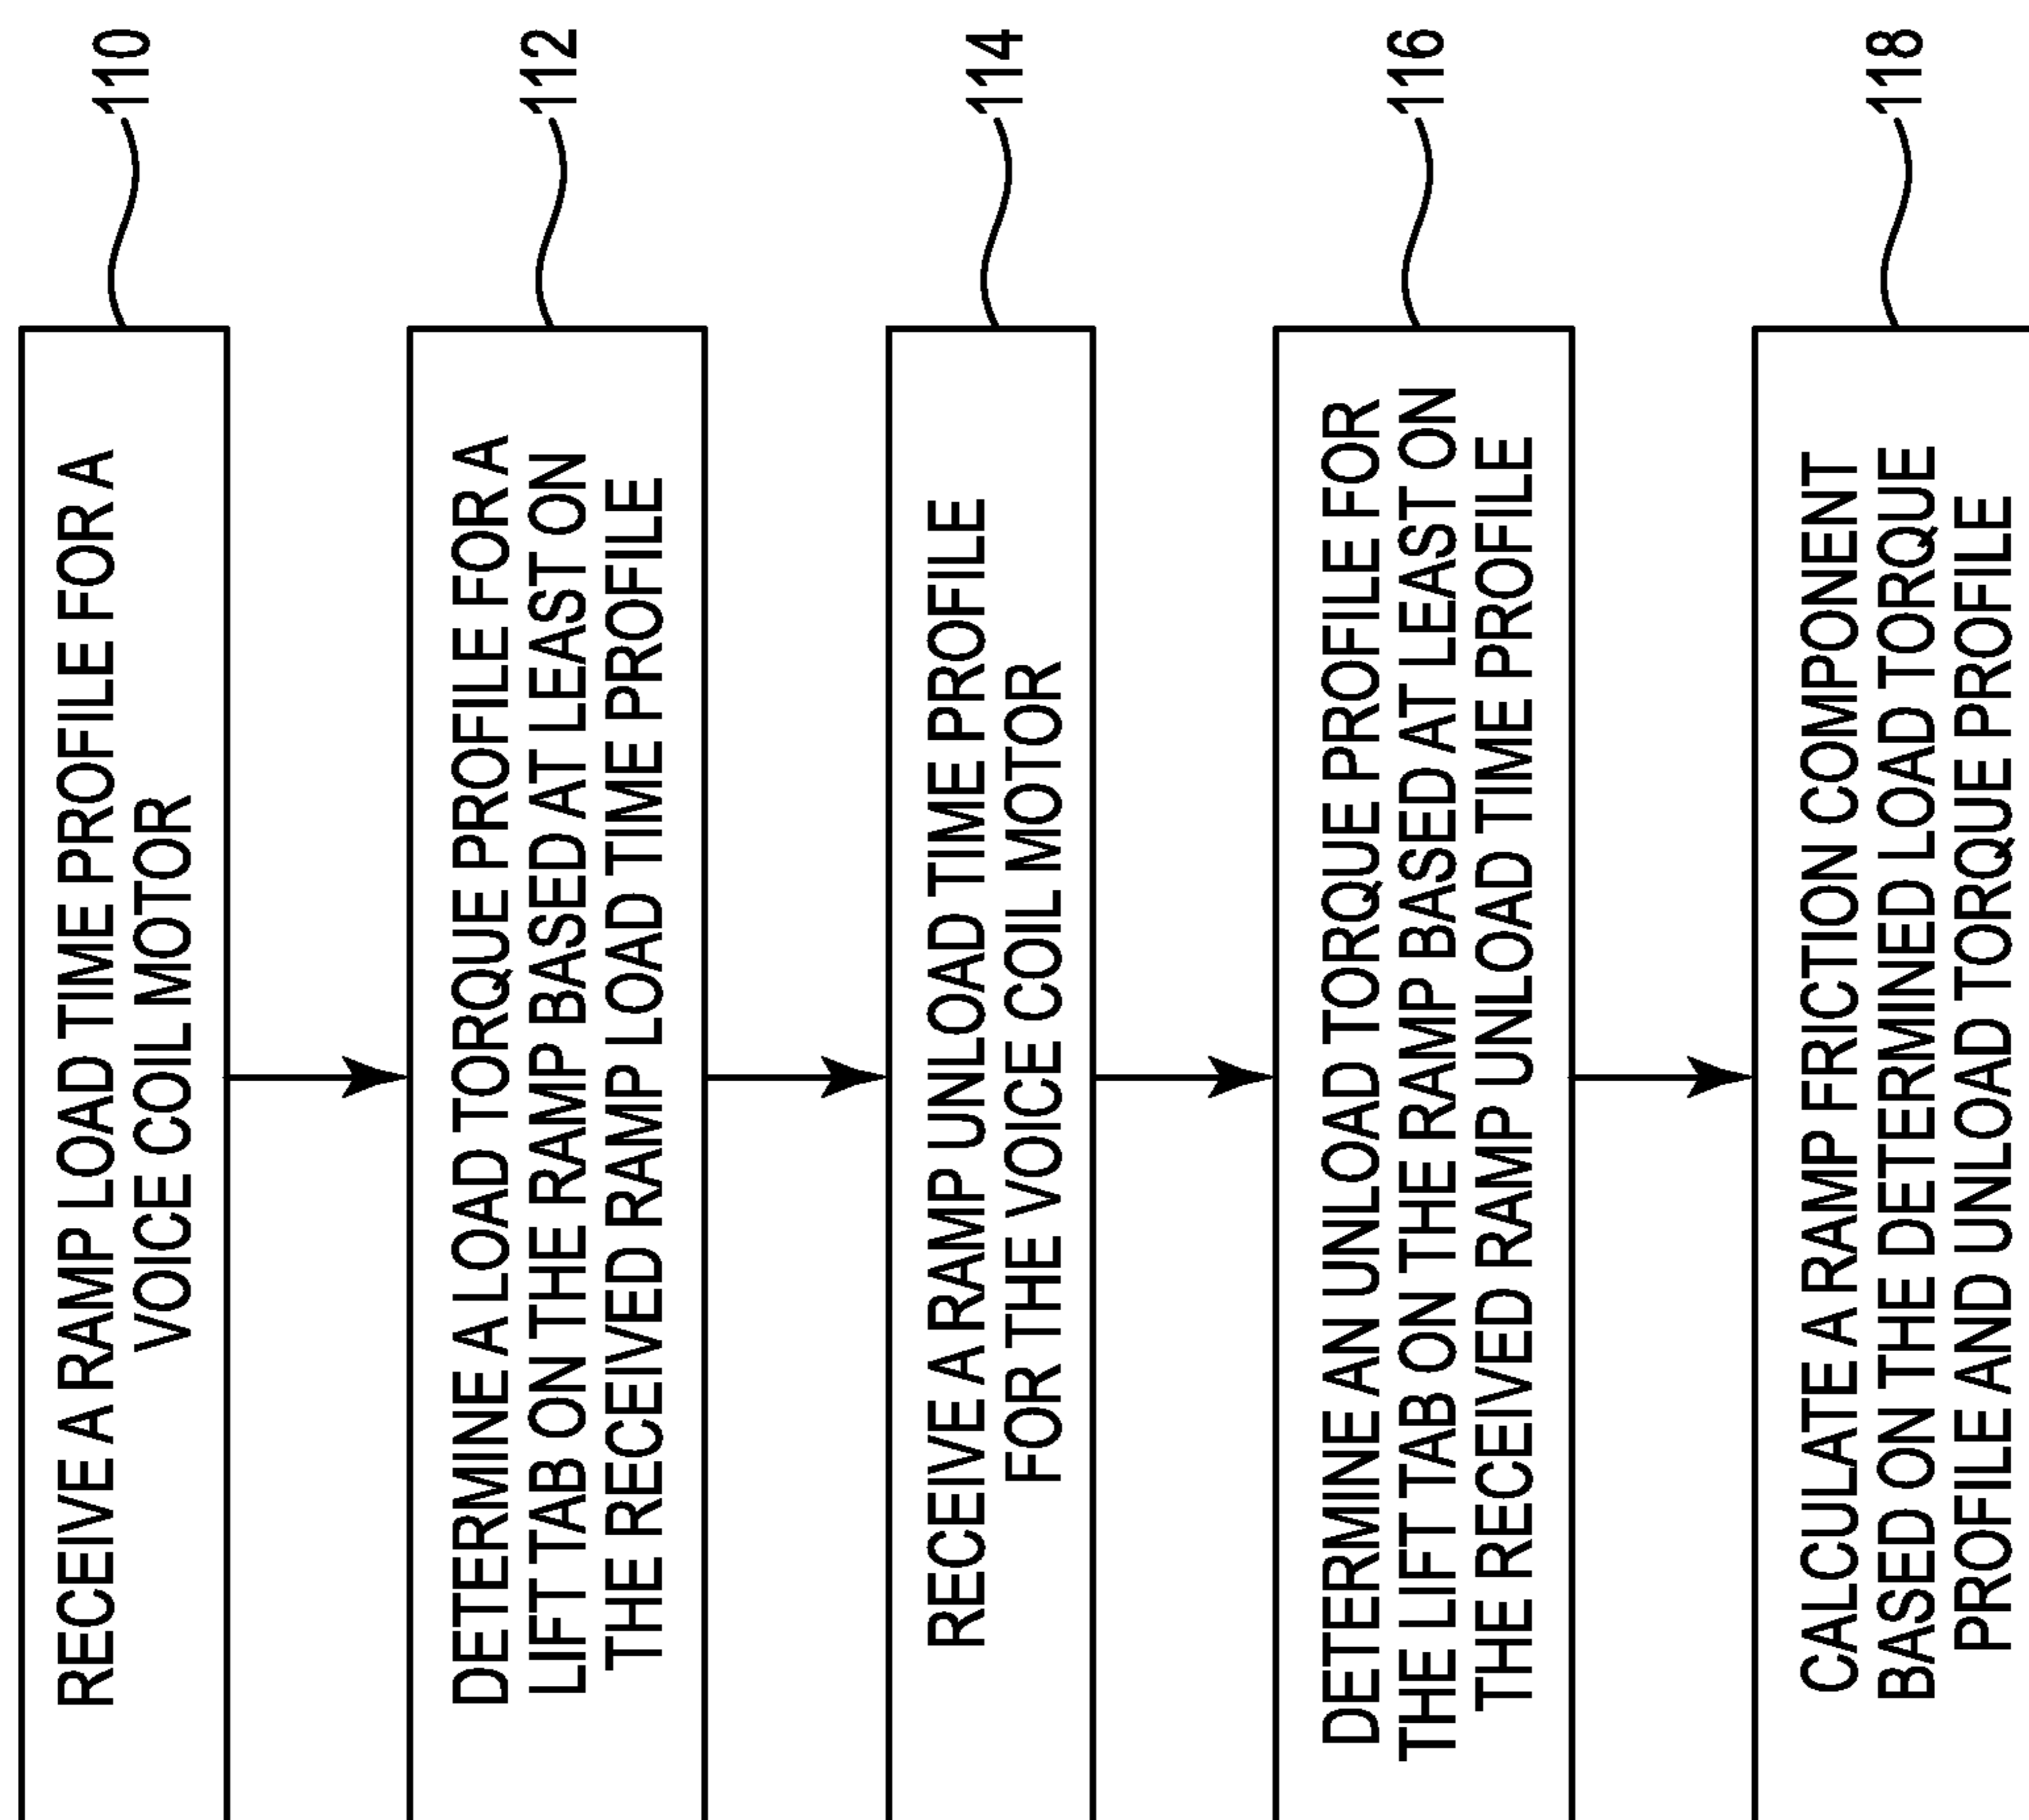 110
RECEIVE A RAMP LOAD TIME PROFILE FOR A
VOICE COIL MOTOR
112
DETERMINE A LOAD TORQUE PROFILE FOR A
LIFT TAB ON THE RAMP BASED AT LEAST ON
THE RECEIVED RAMP LOAD TIME PROFILE
114
RECEIVE A RAMP UNLOAD TIME PROFILE
FOR THE VOICE COIL MOTOR
116
DETERMINE AN UNLOAD TORQUE PROFILE FOR
THE LIFT TAB ON THE RAMP BASED AT LEAST ON
THE RECEIVED RAMP UNLOAD TIME PROFILE
118
CALCULATE A RAMP FRICTION COMPONENT
BASED ON THE DETERMINED LOAD TORQUE
PROFILE AND UNLOAD TORQUE PROFILE